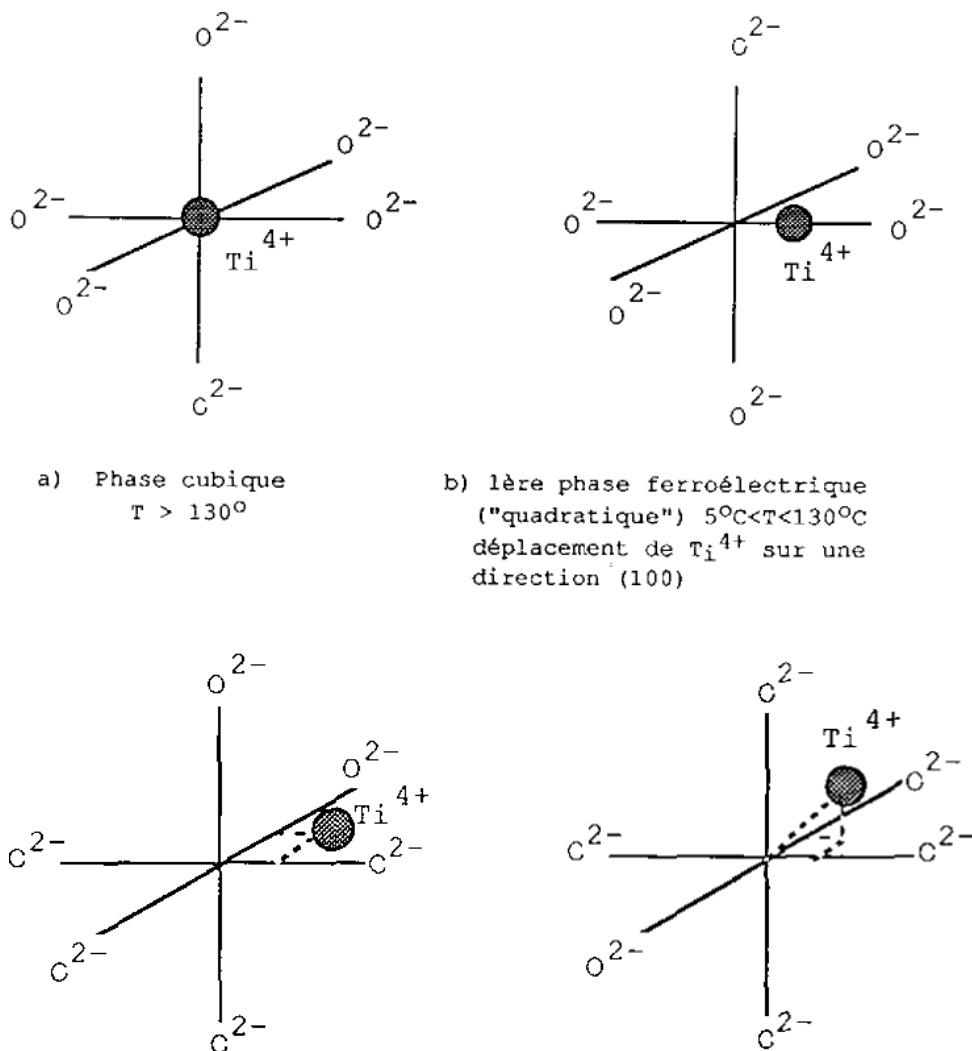 O²⁻ C²⁻
O²⁻ O²⁻
O²⁻ O²⁻ O²⁻ O²⁻
Ti⁴⁺ Ti⁴⁺
O²⁻ O²⁻
C²⁻ O²⁻
a) Phase cubique
T > 130°
b) 1ère phase ferroélectrique
("quadratique") 5°C<T<130°C
déplacement de Ti⁴⁺ sur une
direction (100)
O²⁻ C²⁻
O²⁻ Ti⁴⁺
Ti⁴⁺ C²⁻
C²⁻ C²⁻ C²⁻ C²⁻
C²⁻ O²⁻
C²⁻ C²⁻